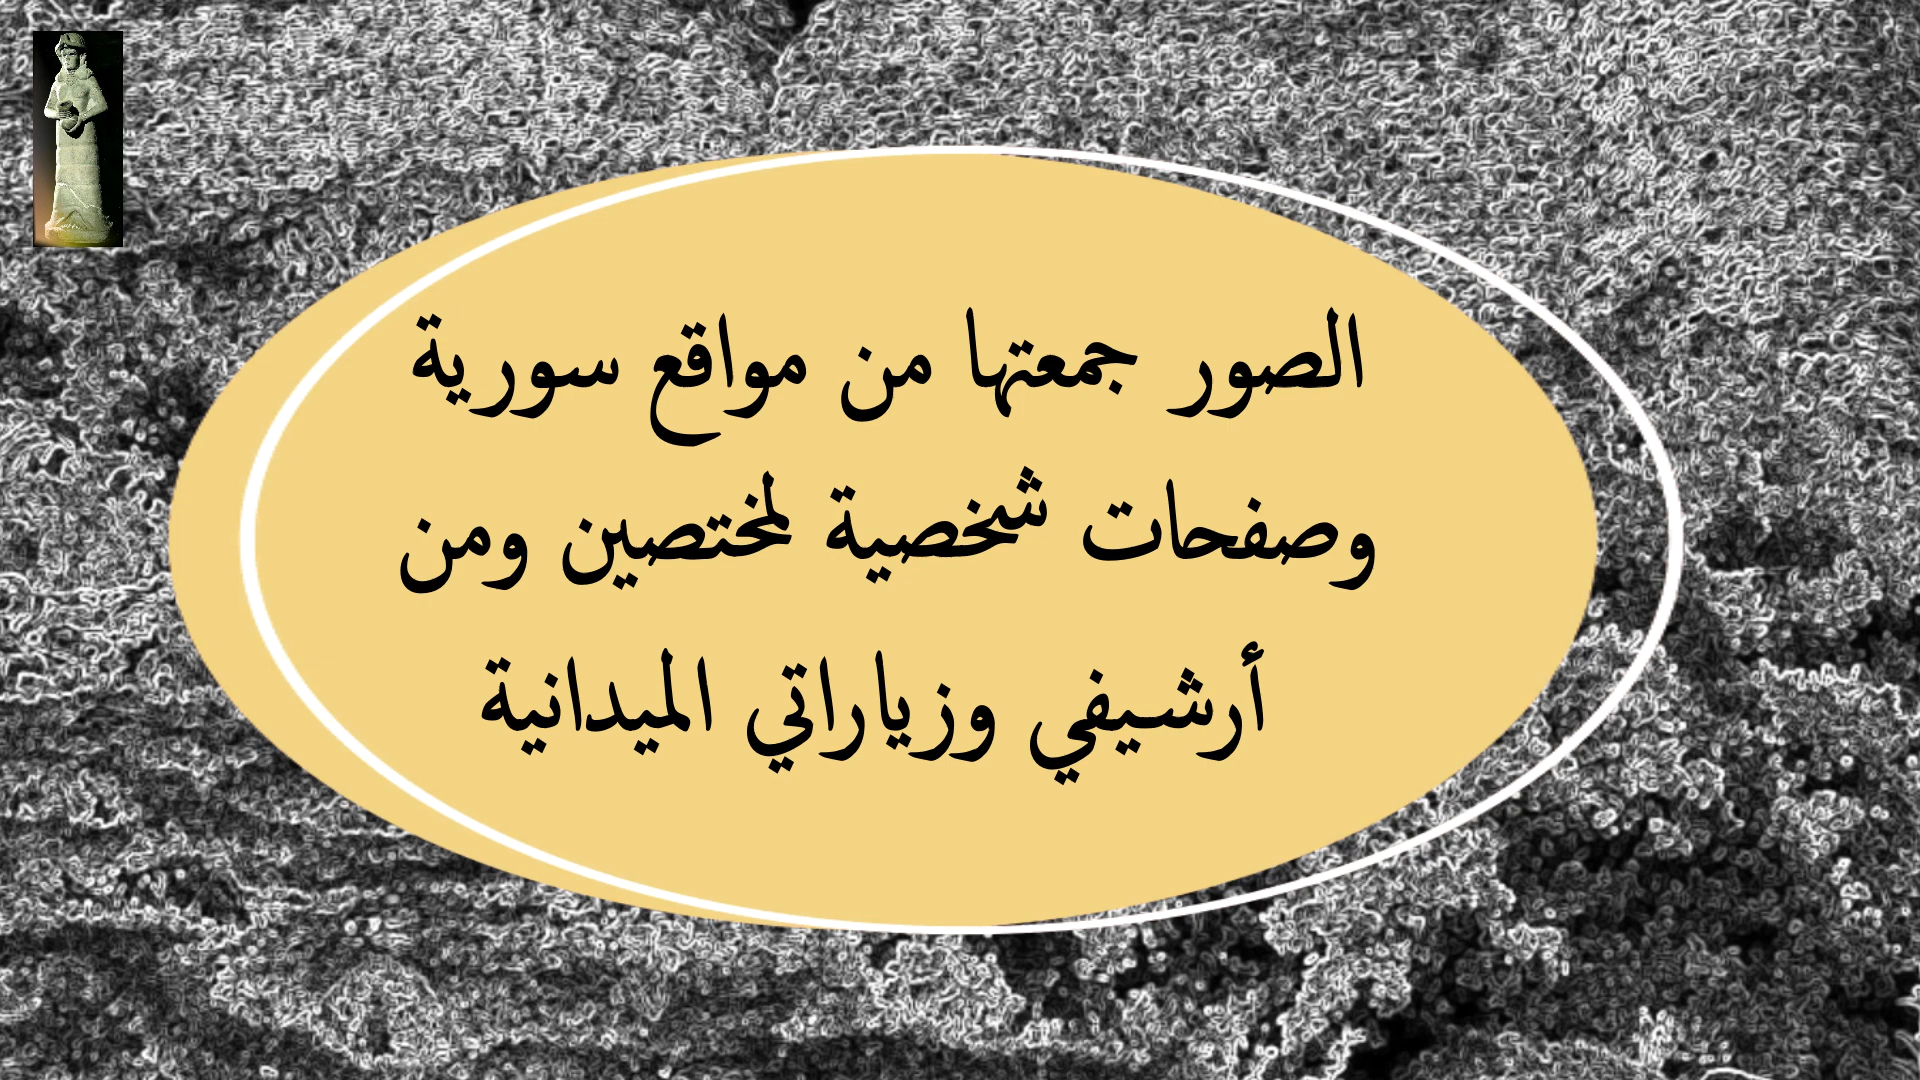 الصور جمعتها من مواقع سورية
وصفحات شخصية لمختصين ومن
أرشيفي وزياراتي الميدانية